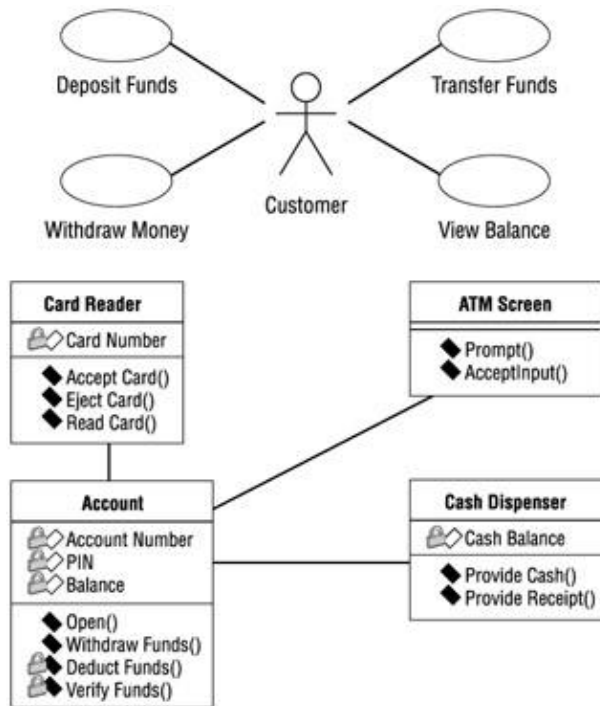 Deposit Funds
Transfer Funds
Customer
Withdraw Money
View Balance
Card Reader
Card Number
Accept Card()
Eject Card()
Read Card()
ATM Screen
Prompt()
AcceptInput()
Account
Account Number
PIN
Balance
Open()
Withdraw Funds()
Deduct Funds()
Verify Funds()
Cash Dispenser
Cash Balance
Provide Cash()
Provide Receipt()